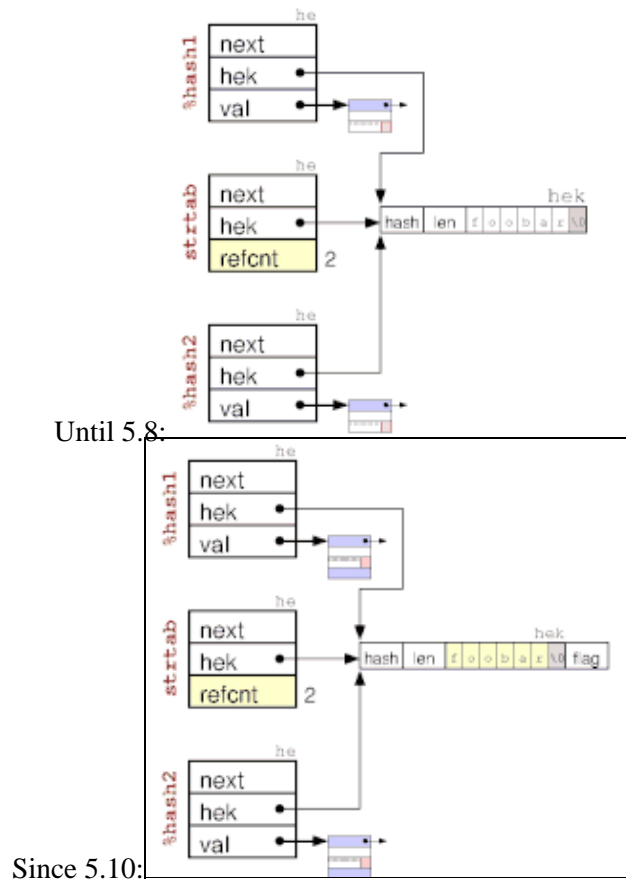 he
%hash1
next
hek
val
he
strtab
next
hek
refcnt 2
hek
hash len f o o b a r \0
he
%hash2
next
hek
val
Until 5.8:
he
%hash1
next
hek
val
he
strtab
next
hek
refcnt 2
hek
hash len f o o b a r \0 flag
he
%hash2
next
hek
val
Since 5.10: